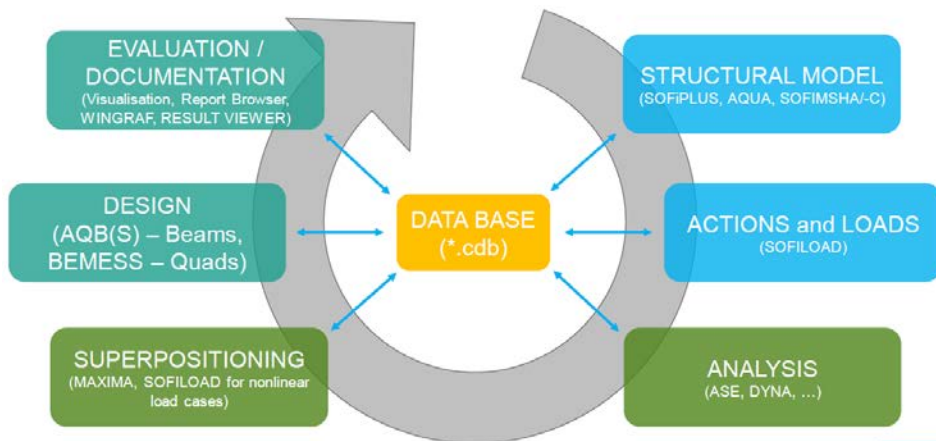 EVALUATION /
DOCUMENTATION
(Visualisation, Report Browser,
WINGRAF, RESULT VIEWER)
STRUCTURAL MODEL
(SOFiPLUS, AQUA, SOFIMSHA/-C)
DESIGN
(AQB(S) – Beams,
BEMESS – Quads)
DATA BASE
(*.cdb)
ACTIONS and LOADS
(SOFILOAD)
SUPERPOSITIONING
(MAXIMA, SOFILOAD for nonlinear
load cases)
ANALYSIS
(ASE, DYNA, ...)